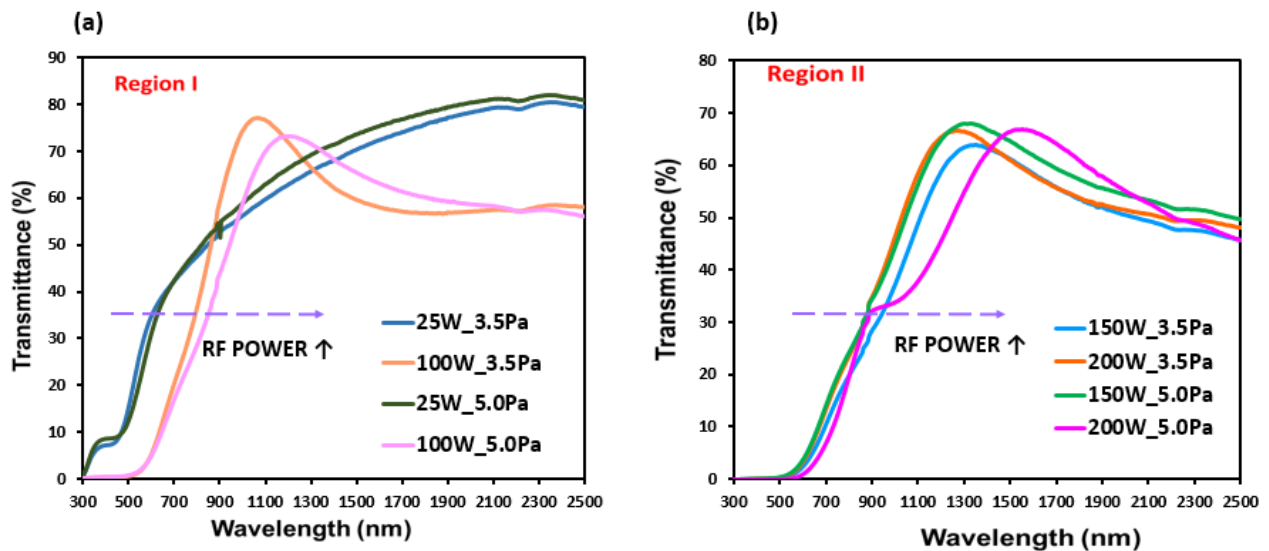 (a)
Region I
Transmittance (%)
90
80
70
60
50
40
30
20
10
0
RF POWER ↑
25W_3.5Pa
100W_3.5Pa
25W_5.0Pa
100W_5.0Pa
300 500 700 900 1100 1300 1500 1700 1900 2100 2300 2500
Wavelength (nm)
(b)
Region II
Transmittance (%)
80
70
60
50
40
30
20
10
0
RF POWER ↑
150W_3.5Pa
200W_3.5Pa
150W_5.0Pa
200W_5.0Pa
300 500 700 900 1100 1300 1500 1700 1900 2100 2300 2500
Wavelength (nm)